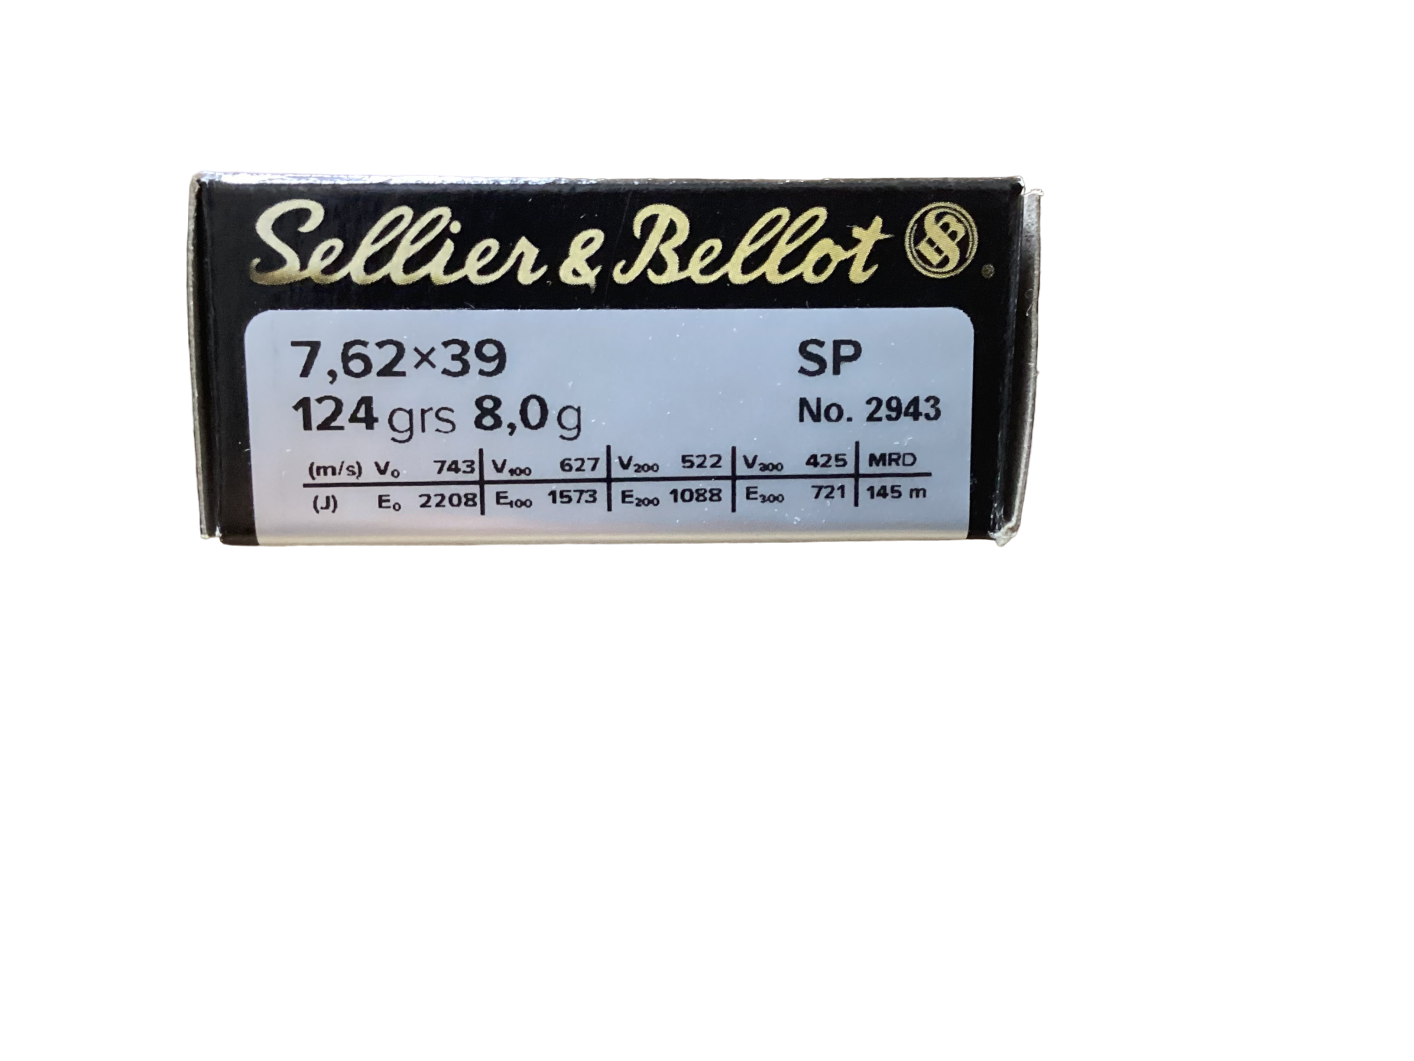 Sellier & Bellot
7,62×39 SP
124 grs 8,0 g No. 2943
(m/s) V₀ 743 V₁₀₀ 627 V₂₀₀ 522 V₃₀₀ 425 MRD
(J) E₀ 2208 E₁₀₀ 1573 E₂₀₀ 1088 E₃₀₀ 721 145 m